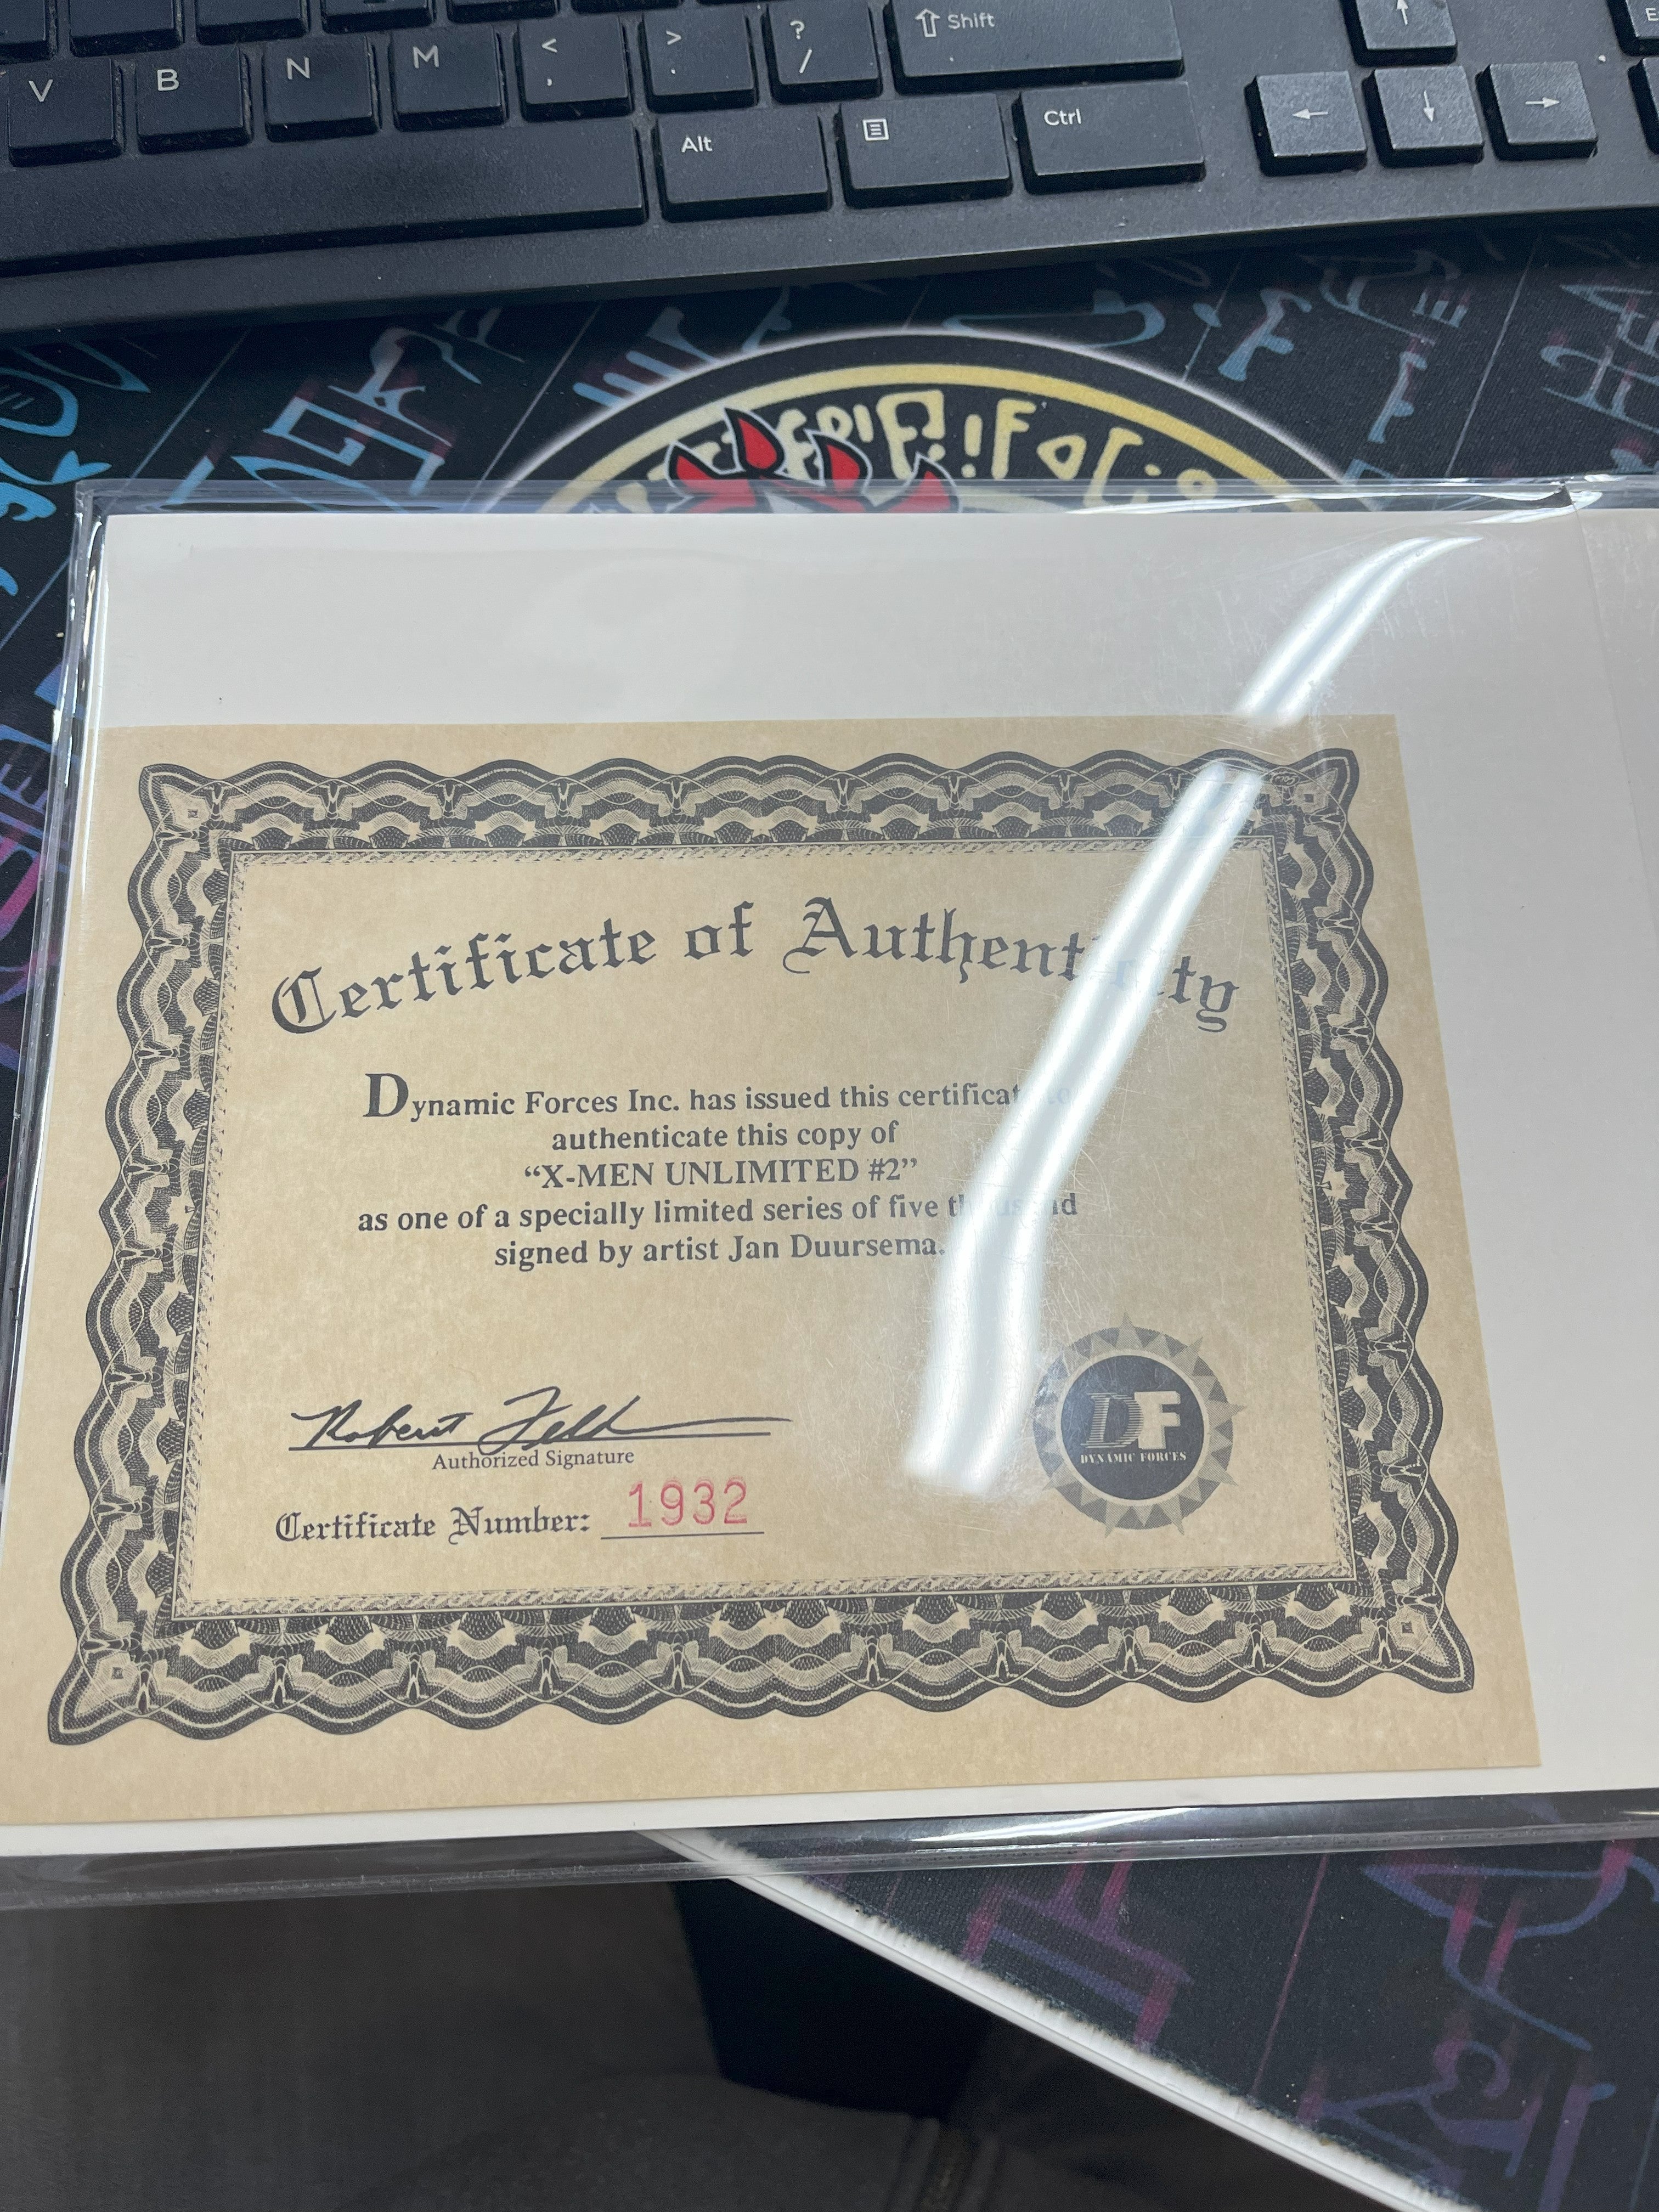 Shift
V B N M < , > . ? /
Alt Ctrl
Certificate of
Dynamic Forces Inc. has issued this
authenticate this copy of
“X-MEN UNLIMITED #2”
as one of a specially limited series of five
signed by artist Jan Duursema.
Robert
Authorized Signature
DF
DYNAMIC FORCES
Certificate Number: 1932